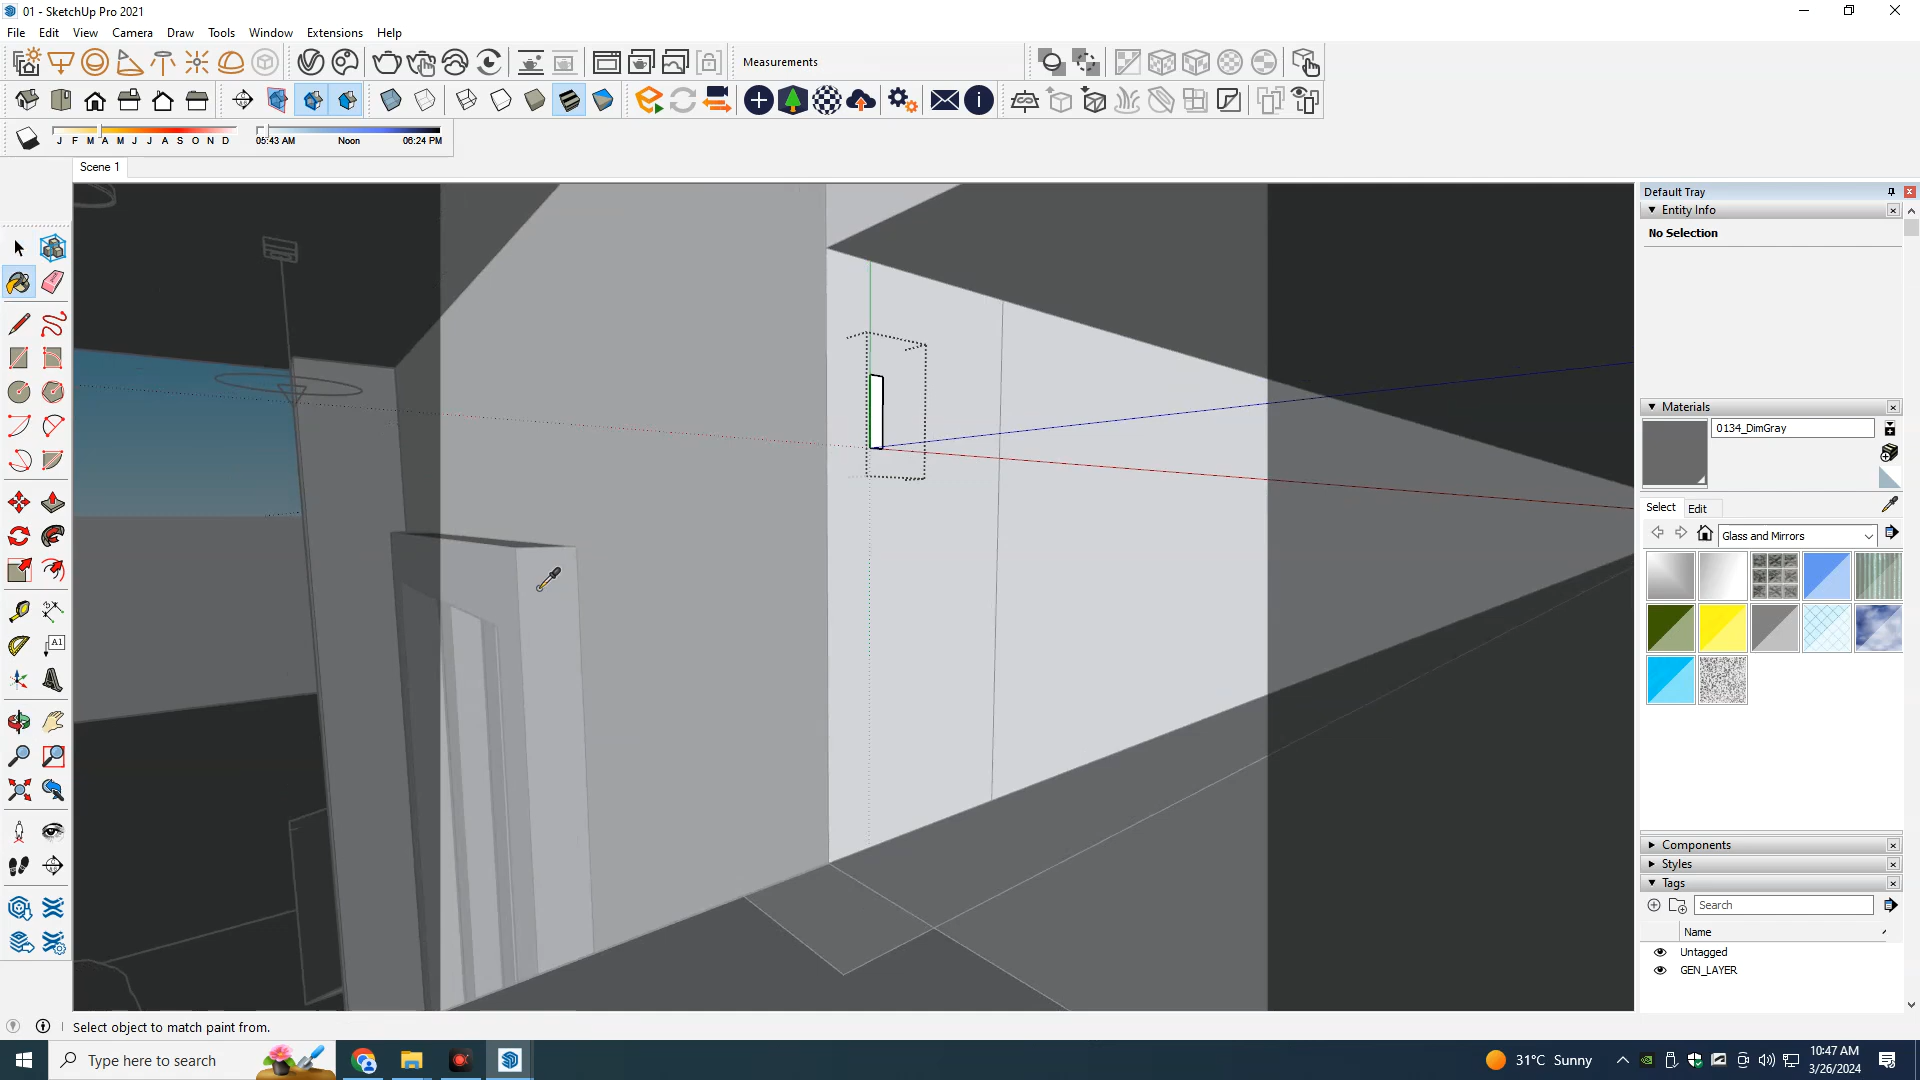 01 - SketchUp Pro 2021
File Edit View Camera Draw Tools Window Extensions Help
Measurements
J F M A M J J A S O N D 05:43 AM Noon 06:24 PM
Scene 1
Default Tray
Entity Info
No Selection
Materials
0134_DimGray
Select Edit
Glass and Mirrors
Components
Styles
Tags
Search
Name
Untagged
GEN_LAYER
A1
Select object to match paint from.
Type here to search
31°C Sunny
10:47 AM
3/26/2024